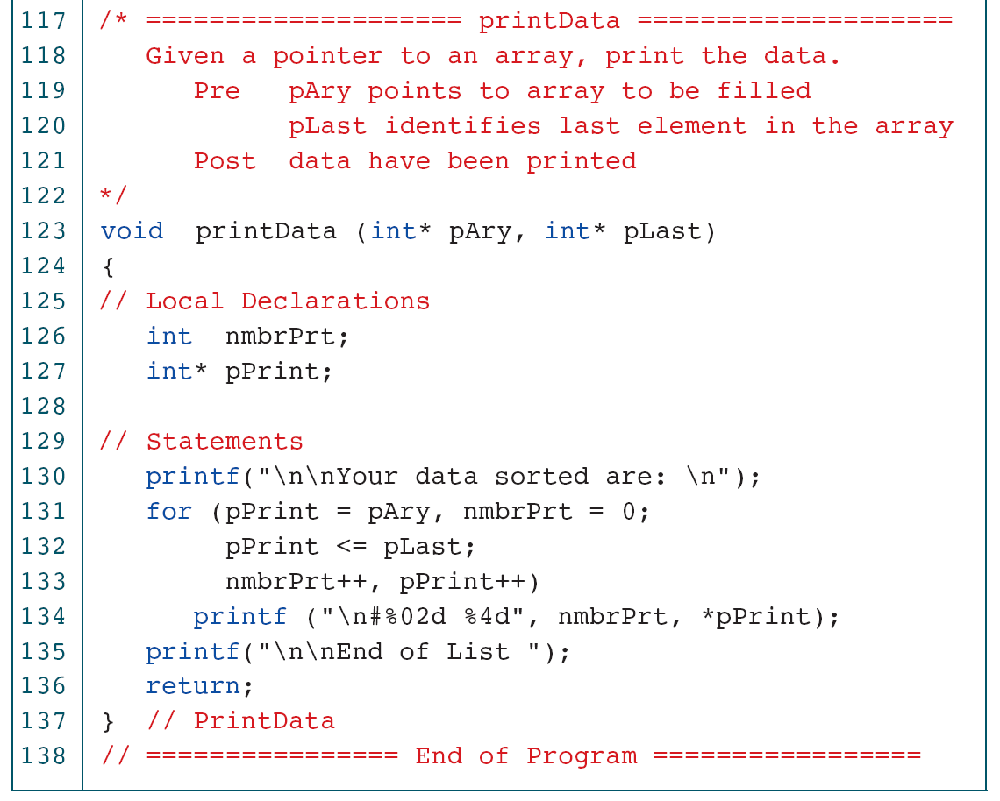 117 /* ==================== printData ====================
118    Given a pointer to an array, print the data.
119       Pre   pAry points to array to be filled
120             pLast identifies last element in the array
121       Post  data have been printed
122 */
123 void  printData (int* pAry, int* pLast)
124 {
125 // Local Declarations
126    int  nmbrPrt;
127    int* pPrint;
128
129 // Statements
130    printf("\n\nYour data sorted are: \n");
131    for (pPrint = pAry, nmbrPrt = 0;
132         pPrint <= pLast;
133         nmbrPrt++, pPrint++)
134       printf ("\n#%02d %4d", nmbrPrt, *pPrint);
135    printf("\n\nEnd of List ");
136    return;
137 }  // PrintData
138 // ================ End of Program =================